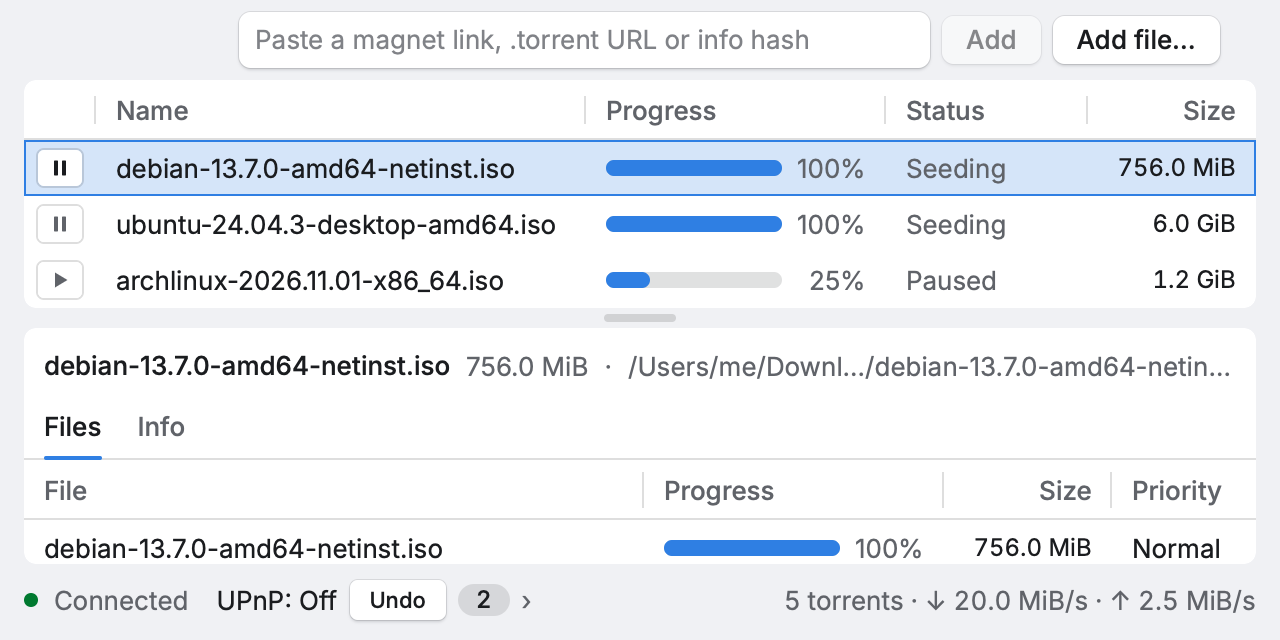 Paste a magnet link, .torrent URL or info hash Add Add file...
Name Progress Status Size
debian-13.7.0-amd64-netinst.iso 100% Seeding 756.0 MiB
ubuntu-24.04.3-desktop-amd64.iso 100% Seeding 6.0 GiB
archlinux-2026.11.01-x86_64.iso 25% Paused 1.2 GiB
debian-13.7.0-amd64-netinst.iso 756.0 MiB · /Users/me/Downl.../debian-13.7.0-amd64-netin...
Files Info
File Progress Size Priority
debian-13.7.0-amd64-netinst.iso 100% 756.0 MiB Normal
Connected UPnP: Off Undo 2 › 5 torrents · ↓ 20.0 MiB/s · ↑ 2.5 MiB/s